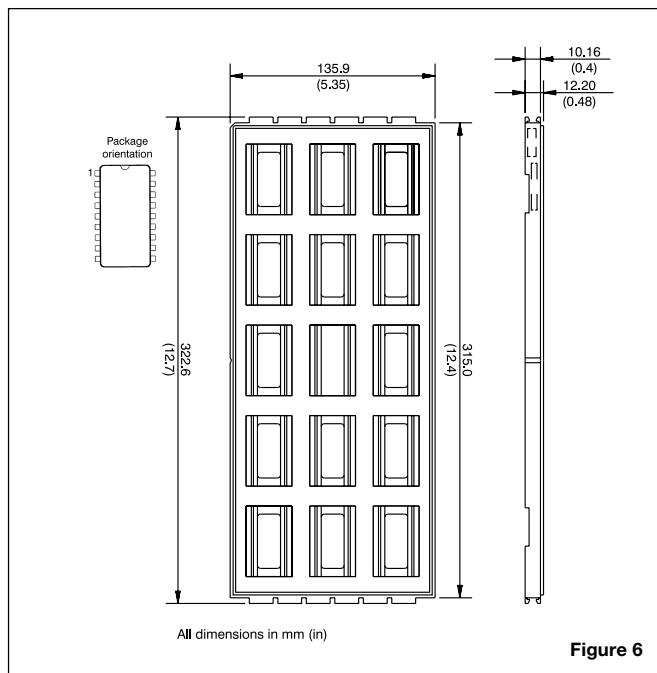 135.9
(5.35)
10.16
(0.4)
12.20
(0.48)
Package
orientation
1
322.6
(12.7)
315.0
(12.4)
All dimensions in mm (in)
Figure 6